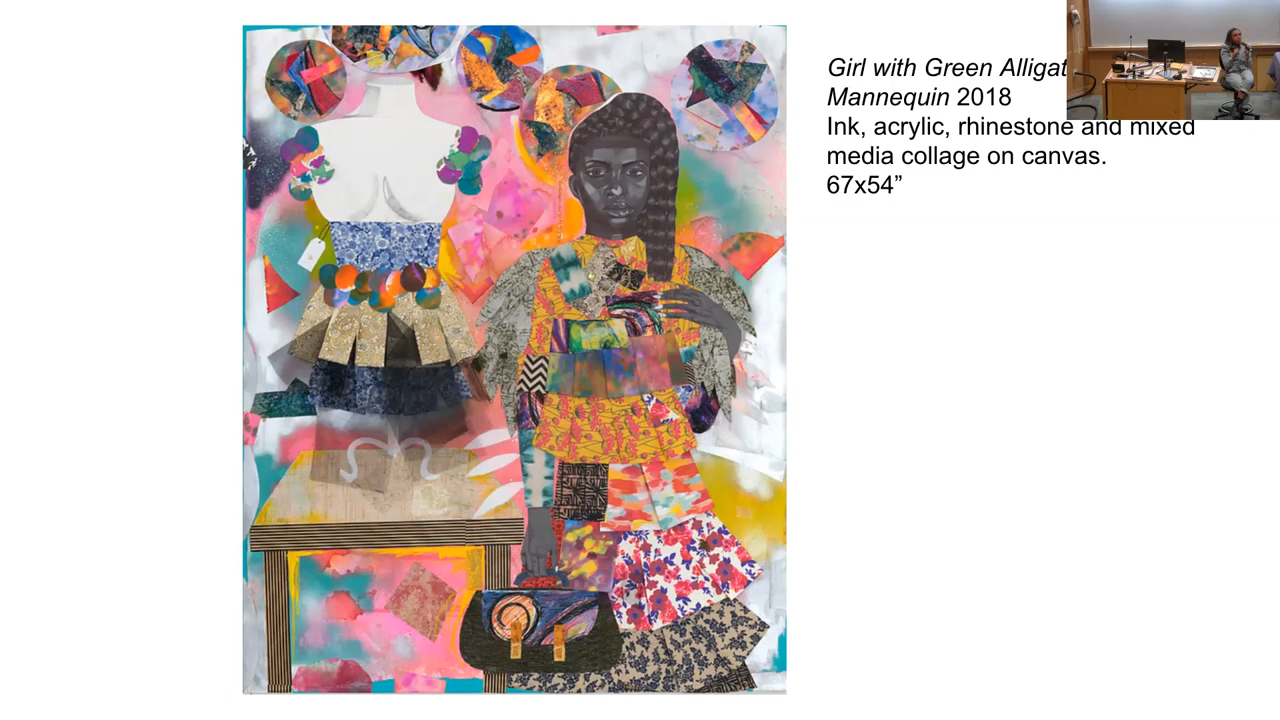 Girl with Green Alligat
Mannequin 2018
Ink, acrylic, rhinestone and mixed
media collage on canvas.
67x54”